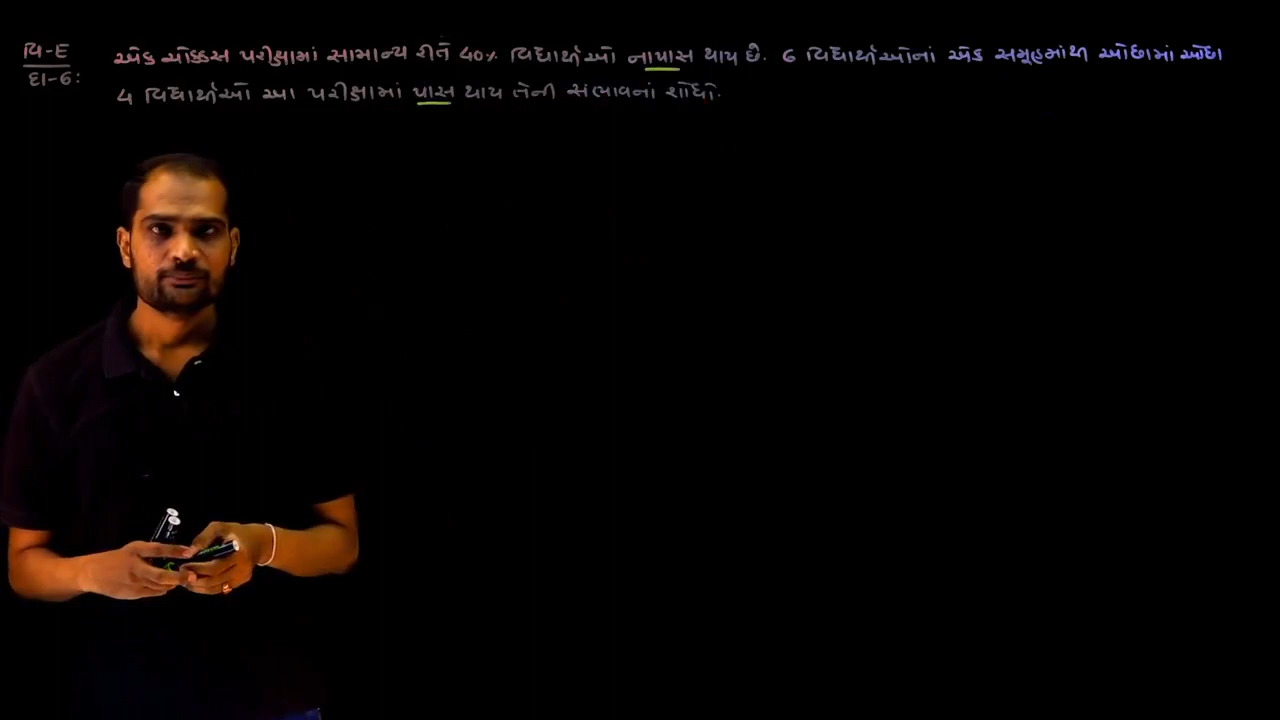 વિ-E એક ચોક્કસ પરીક્ષામાં સામાન્ય રીતે 40% વિદ્યાર્થીઓ નાપાસ થાય છે. 6 વિદ્યાર્થીઓનાં એક સમૂહમાંથી ઓછામાં ઓછા
દા-6: 4 વિદ્યાર્થીઓ આ પરીક્ષામાં પાસ થાય તેની સંભાવનાં શોધો.